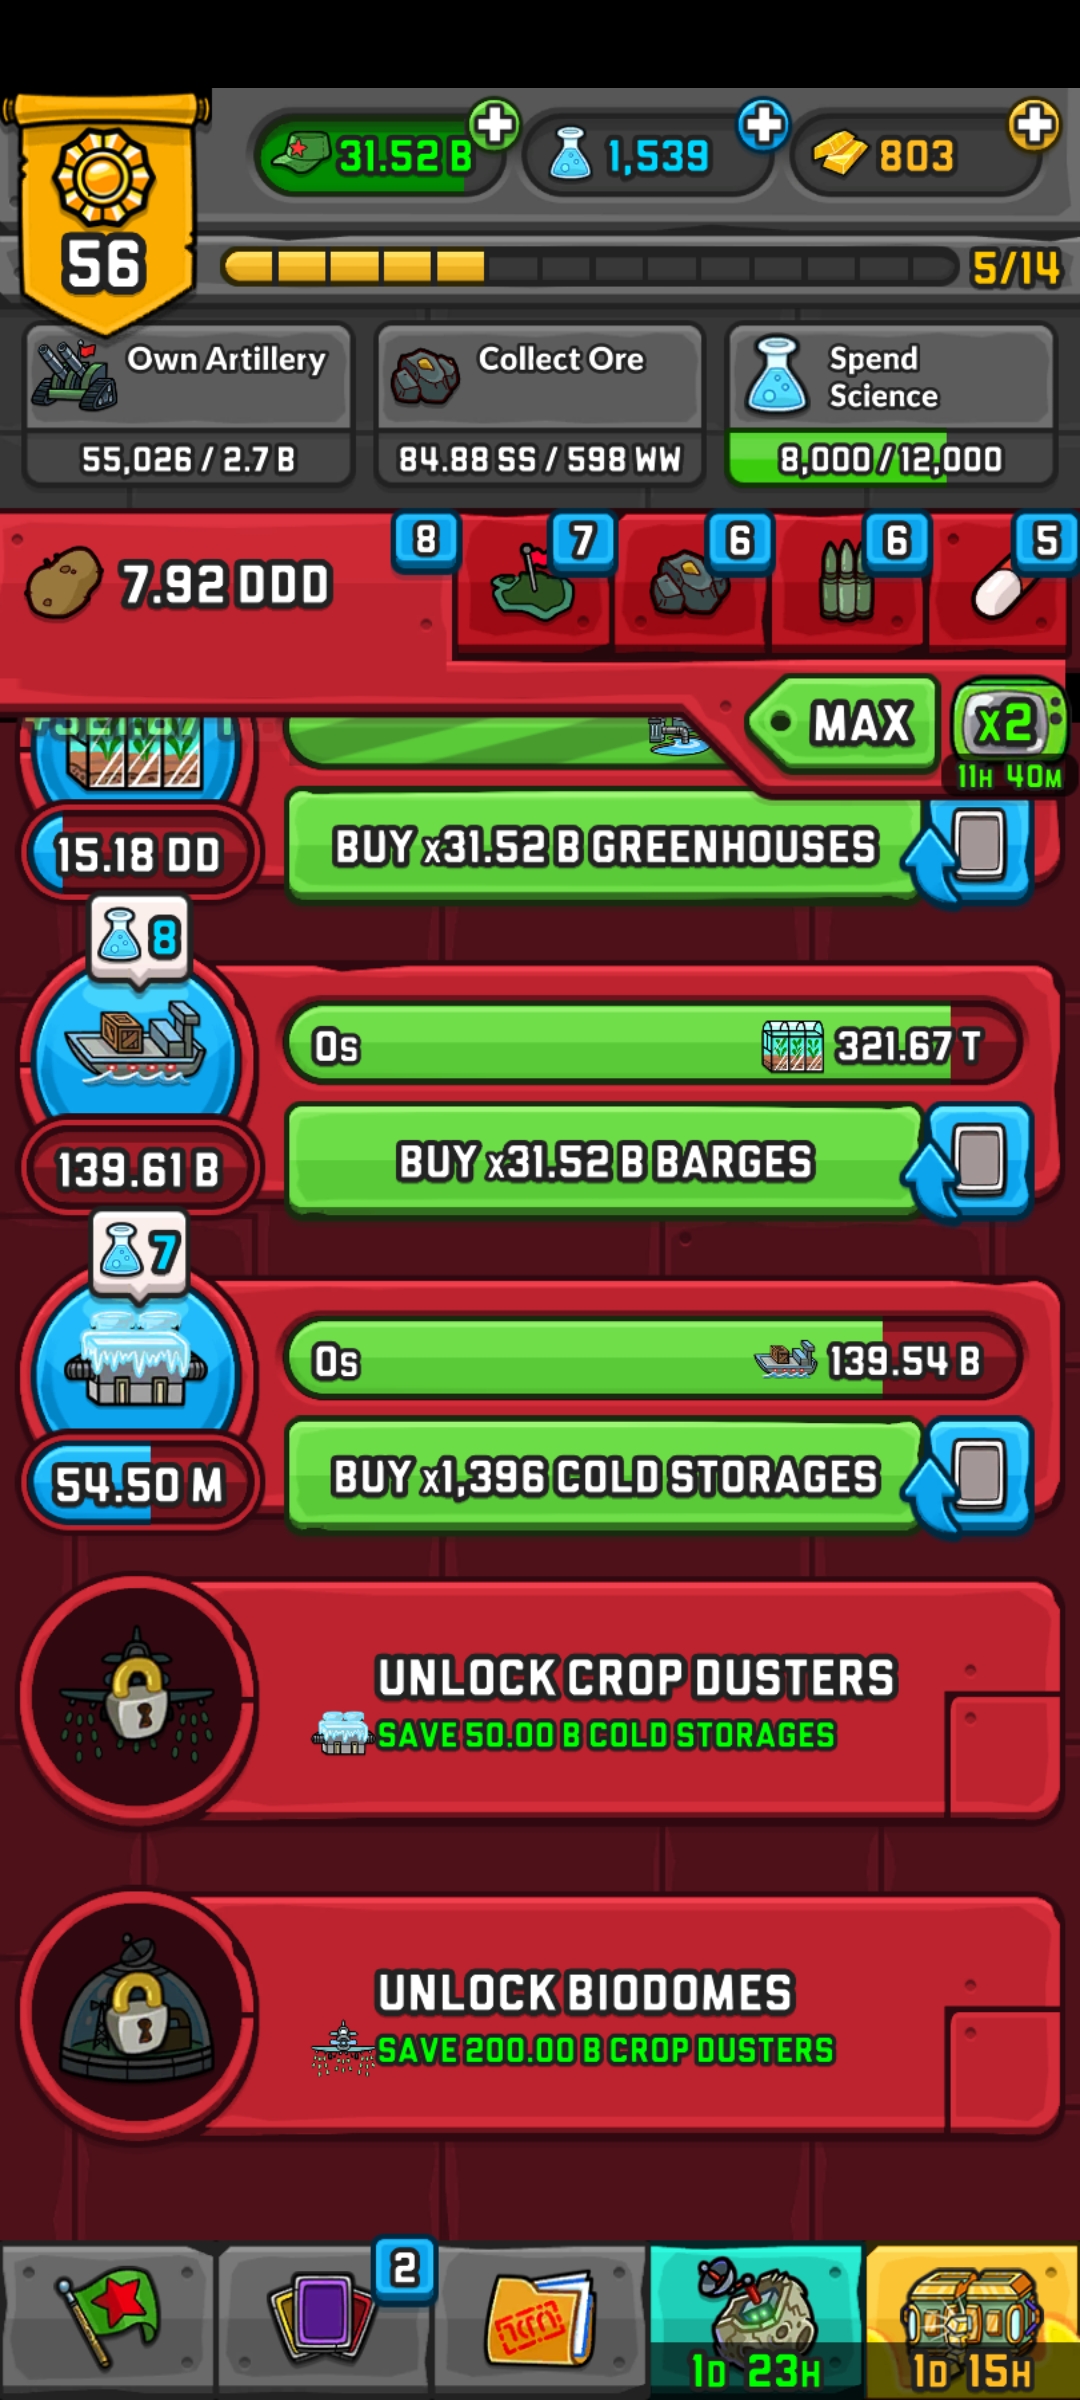 31.52 B
1,539
803
56
5/14
Own Artillery
Collect Ore
Spend
Science
55,026 / 2.7 B
84.88 SS / 598 WW
8,000 / 12,000
7.92 DDD
8
7
6
6
5
MAX
x2
11H 40M
15.18 DD
BUY x31.52 B GREENHOUSES
8
0s
321.67 T
139.61 B
BUY x31.52 B BARGES
7
0s
139.54 B
54.50 M
BUY x1,396 COLD STORAGES
UNLOCK CROP DUSTERS
SAVE 50.00 B COLD STORAGES
UNLOCK BIODOMES
SAVE 200.00 B CROP DUSTERS
2
1D 23H
1D 15H